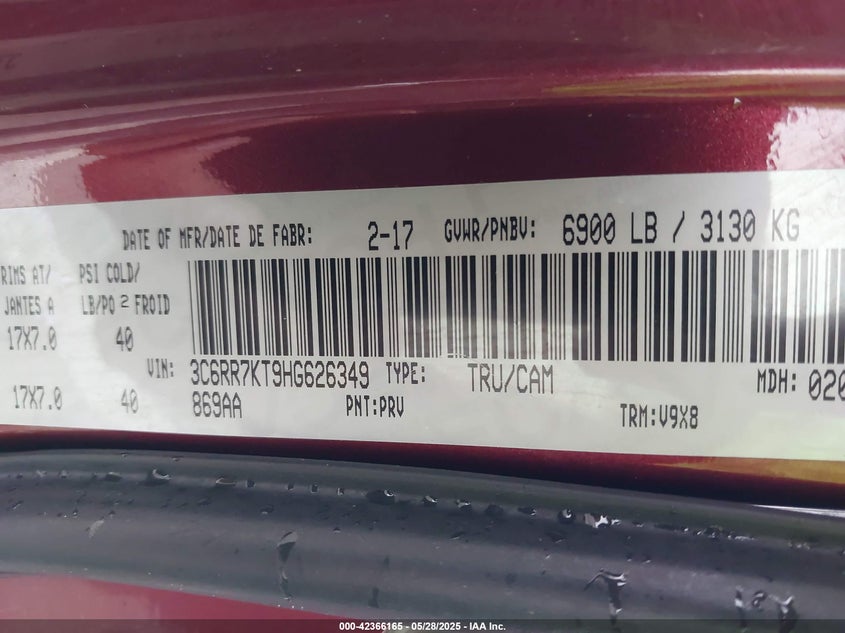 DATE OF MFR/DATE DE FABR: 2-17 GVWR/PNBV: 6900 LB / 3130 KG
RIMS AT/ PSI COLD/
JANTES A LB/PO 2 FROID
17X7.0 40
VIN: 3C6RR7KT9HG626349 TYPE: TRU/CAM MDH: 020
17X7.0 40 869AA PNT:PRV TRM:V9X8
000-42366165 - 05/28/2025 - IAA Inc.